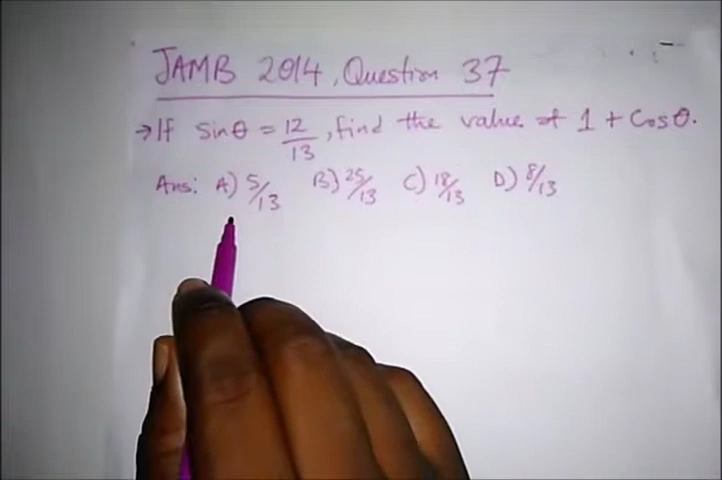 JAMB 2014, Question 37
→ If sinθ = 12/13, find the value of 1 + Cosθ.
Ans: A) 5/13 B) 25/13 C) 18/13 D) 8/13